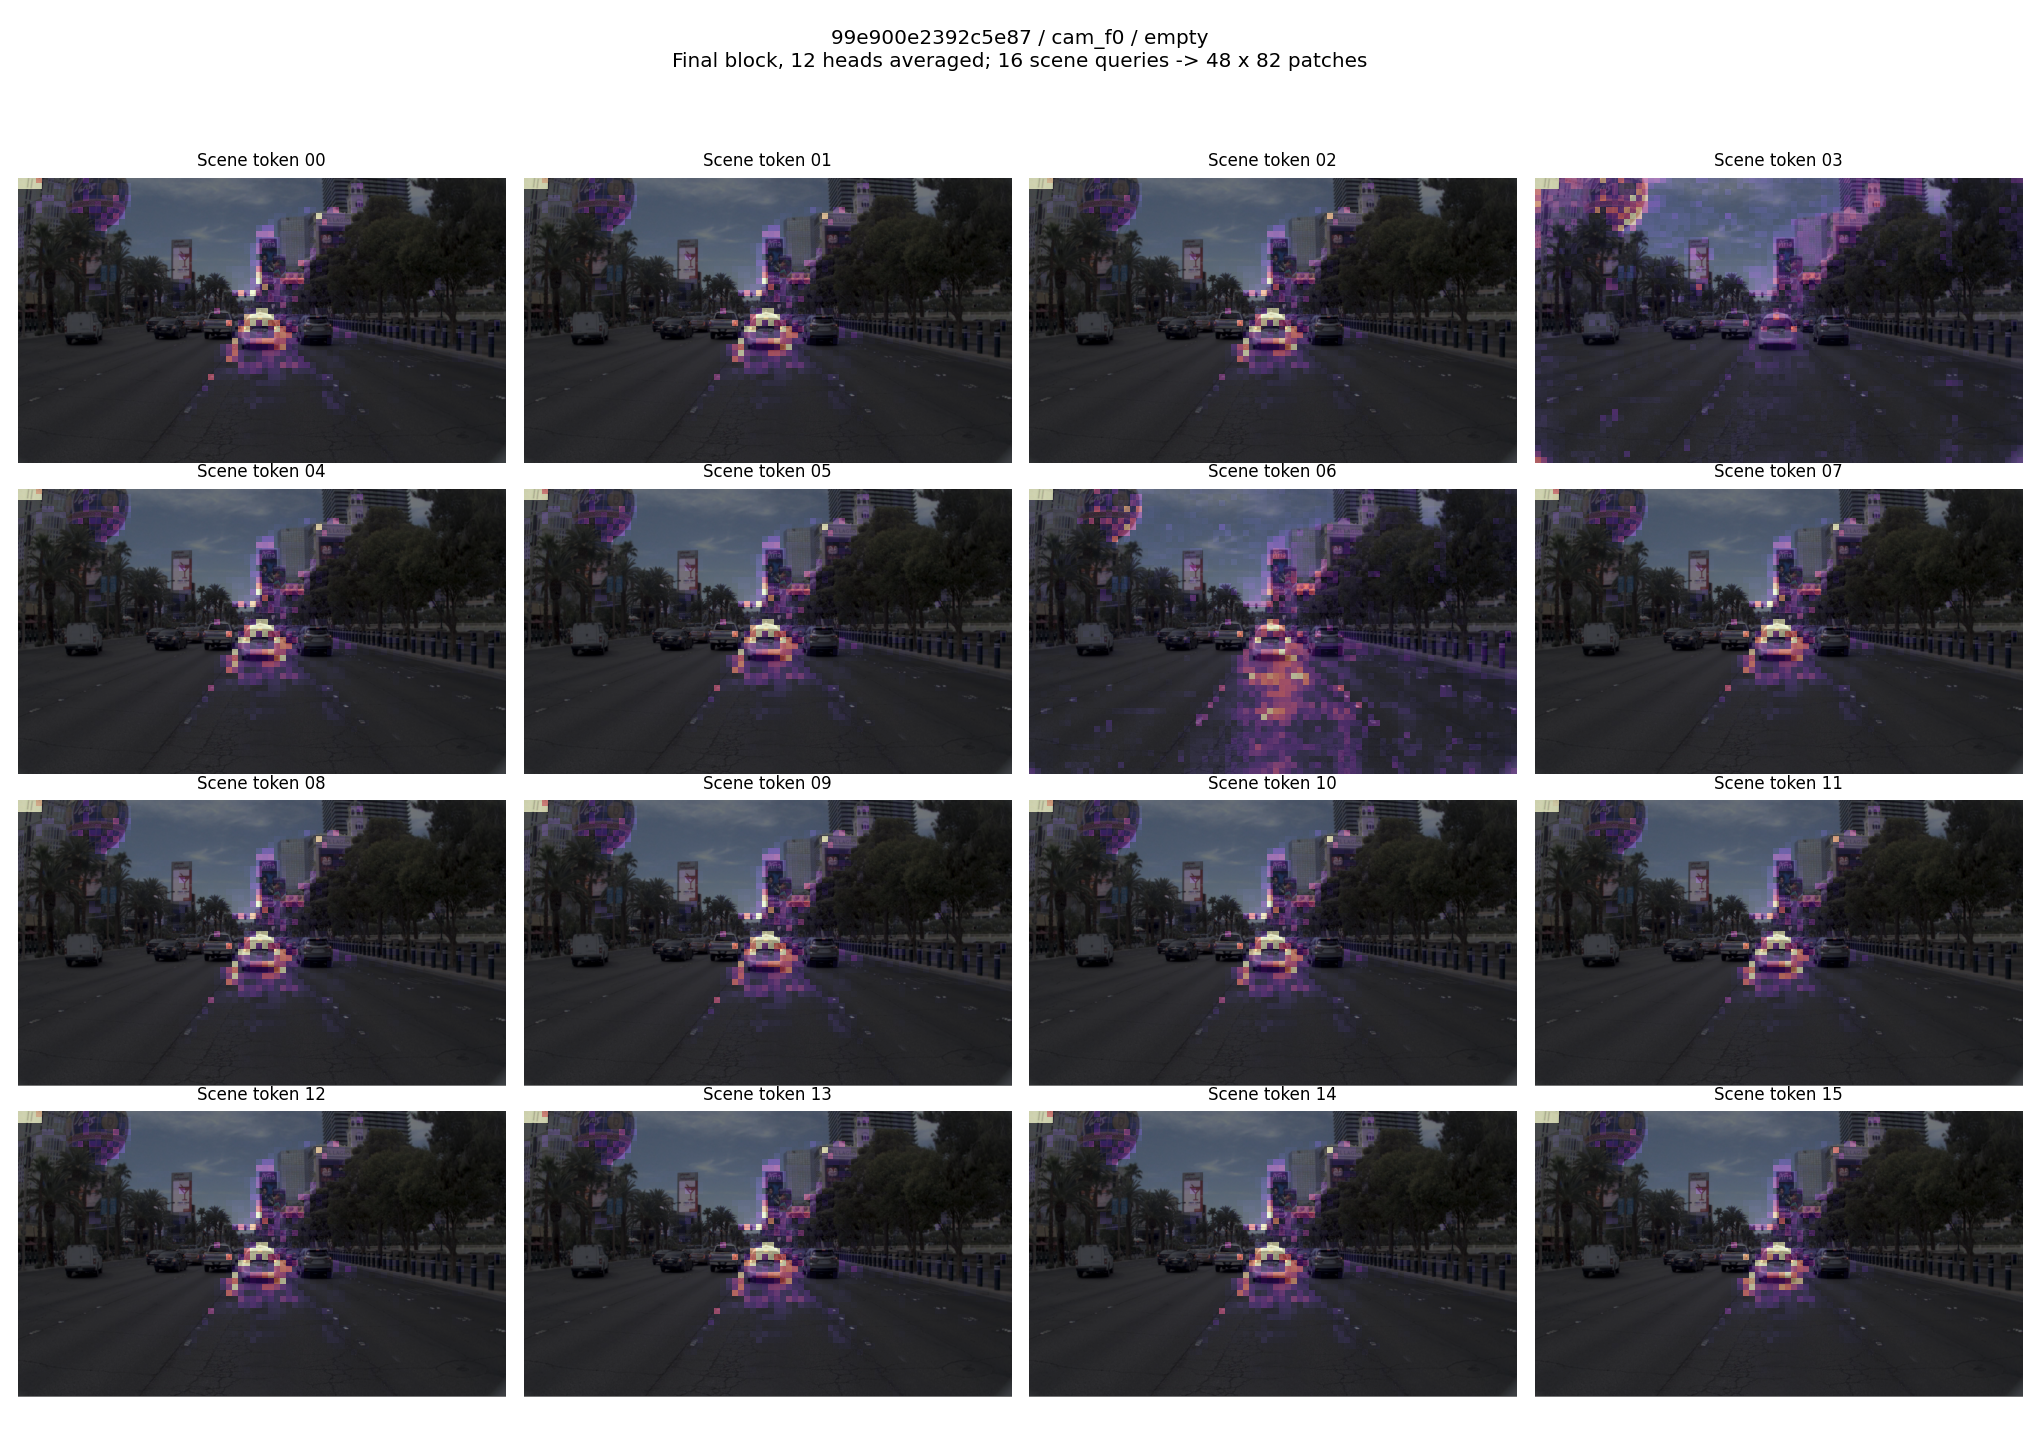 99e900e2392c5e87 / cam_f0 / empty
Final block, 12 heads averaged; 16 scene queries -> 48 x 82 patches
Scene token 00
Scene token 01
Scene token 02
Scene token 03
Scene token 04
Scene token 05
Scene token 06
Scene token 07
Scene token 08
Scene token 09
Scene token 10
Scene token 11
Scene token 12
Scene token 13
Scene token 14
Scene token 15